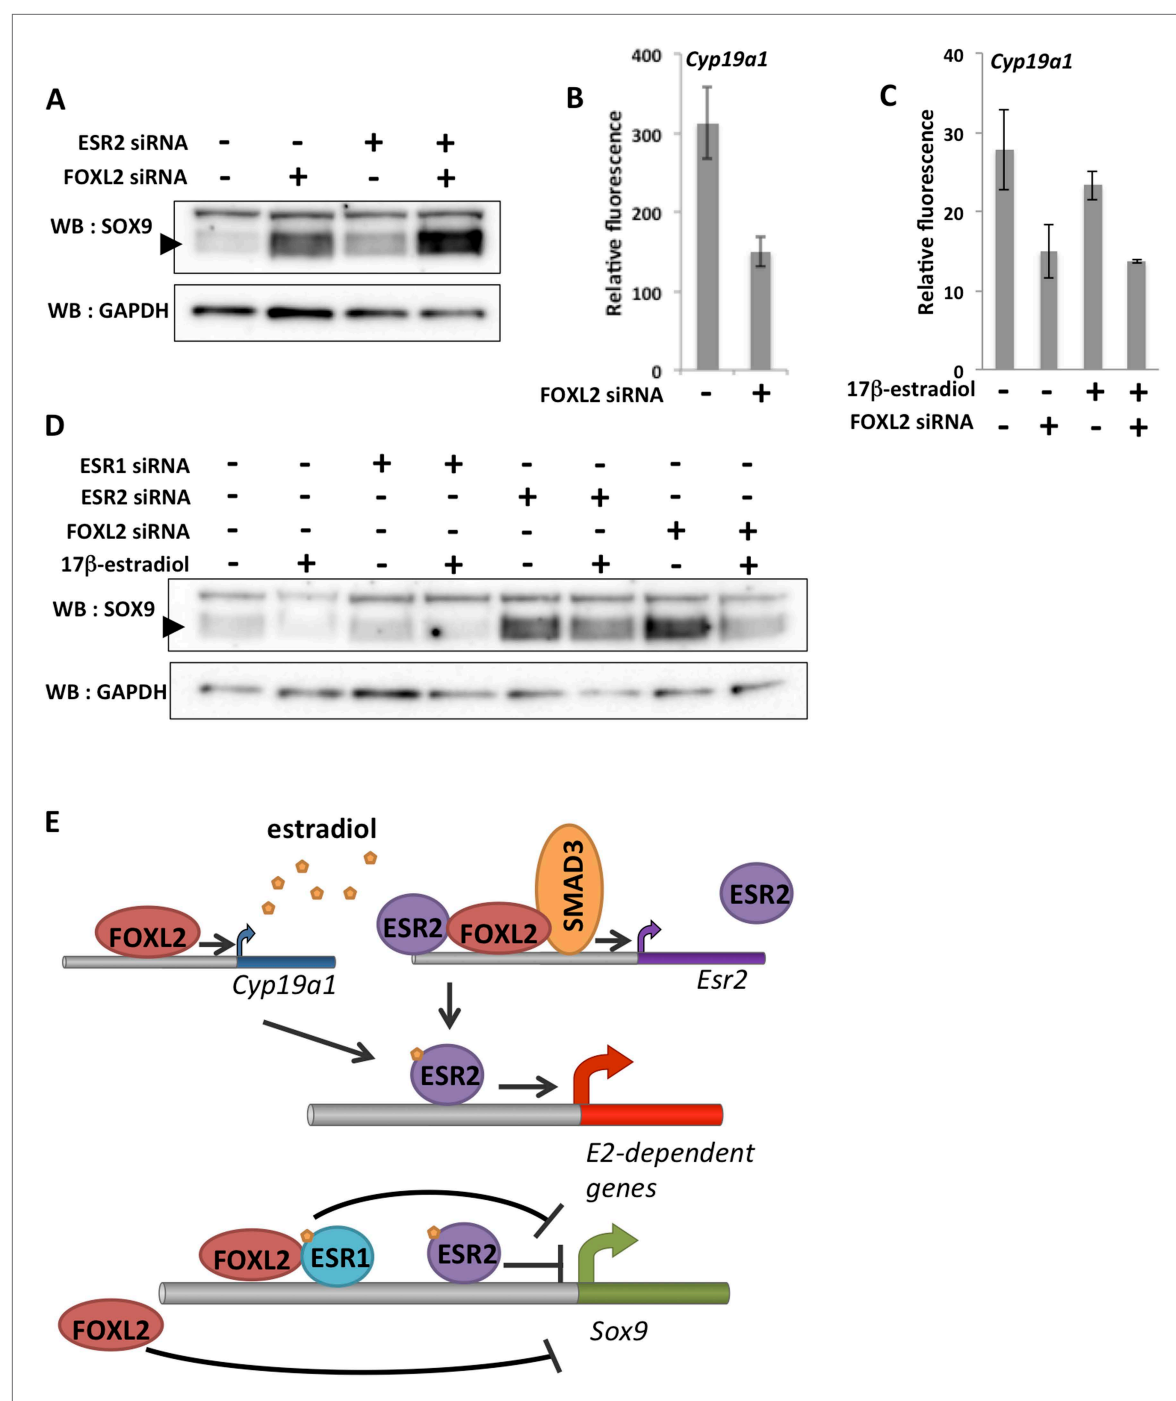 A
ESR2 siRNA - - + +
FOXL2 siRNA - + - +
WB : SOX9
WB : GAPDH
B
Cyp19a1
Relative fluorescence
400
300
200
100
0
FOXL2 siRNA - +
C
Cyp19a1
Relative fluorescence
40
30
20
10
0
17β-estradiol - - + +
FOXL2 siRNA - + - +
D
ESR1 siRNA - - + + - - - -
ESR2 siRNA - - - - + + - -
FOXL2 siRNA - - - - - - + +
17β-estradiol - + - + - + - +
WB : SOX9
WB : GAPDH
E
estradiol
FOXL2
Cyp19a1
ESR2
FOXL2
SMAD3
ESR2
Esr2
ESR2
E2-dependent
genes
FOXL2
ESR1
ESR2
FOXL2
Sox9